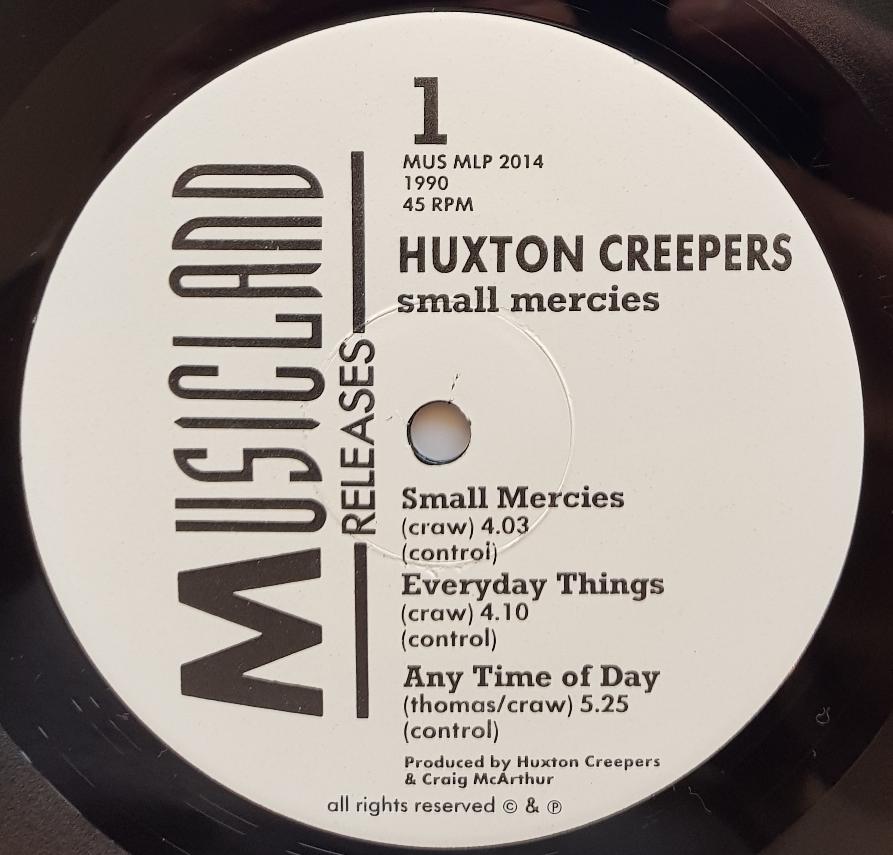 MUSICLAND
RELEASES
1
MUS MLP 2014
1990
45 RPM
HUXTON CREEPERS
small mercies
Small Mercies
(craw) 4.03
(control)
Everyday Things
(craw) 4.10
(control)
Any Time of Day
(thomas/craw) 5.25
(control)
Produced by Huxton Creepers
& Craig McArthur
all rights reserved © & ℗